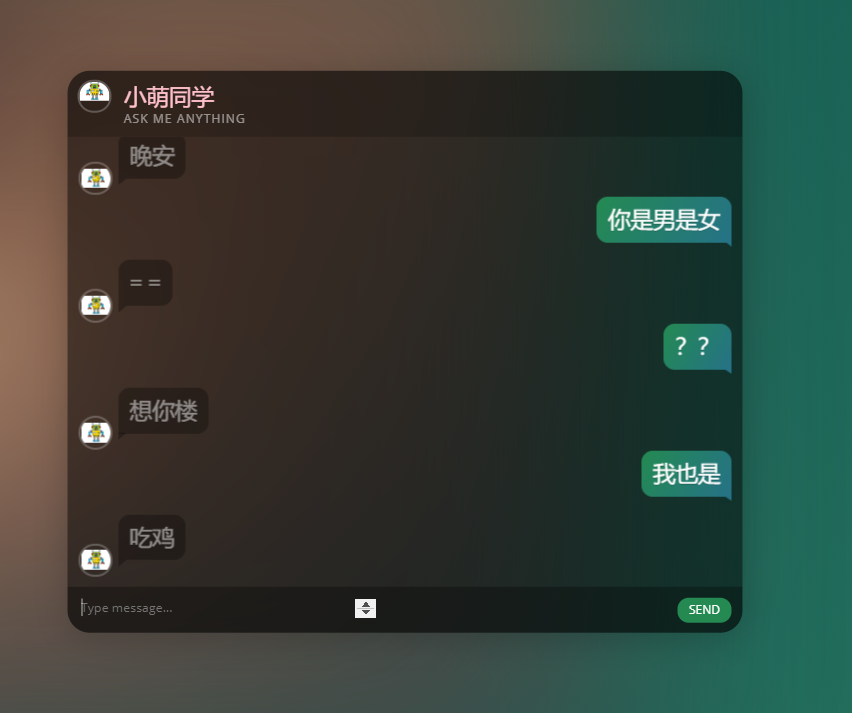 小萌同学
ASK ME ANYTHING
晚安
你是男是女
= =
？？
想你楼
我也是
吃鸡
Type message...
SEND